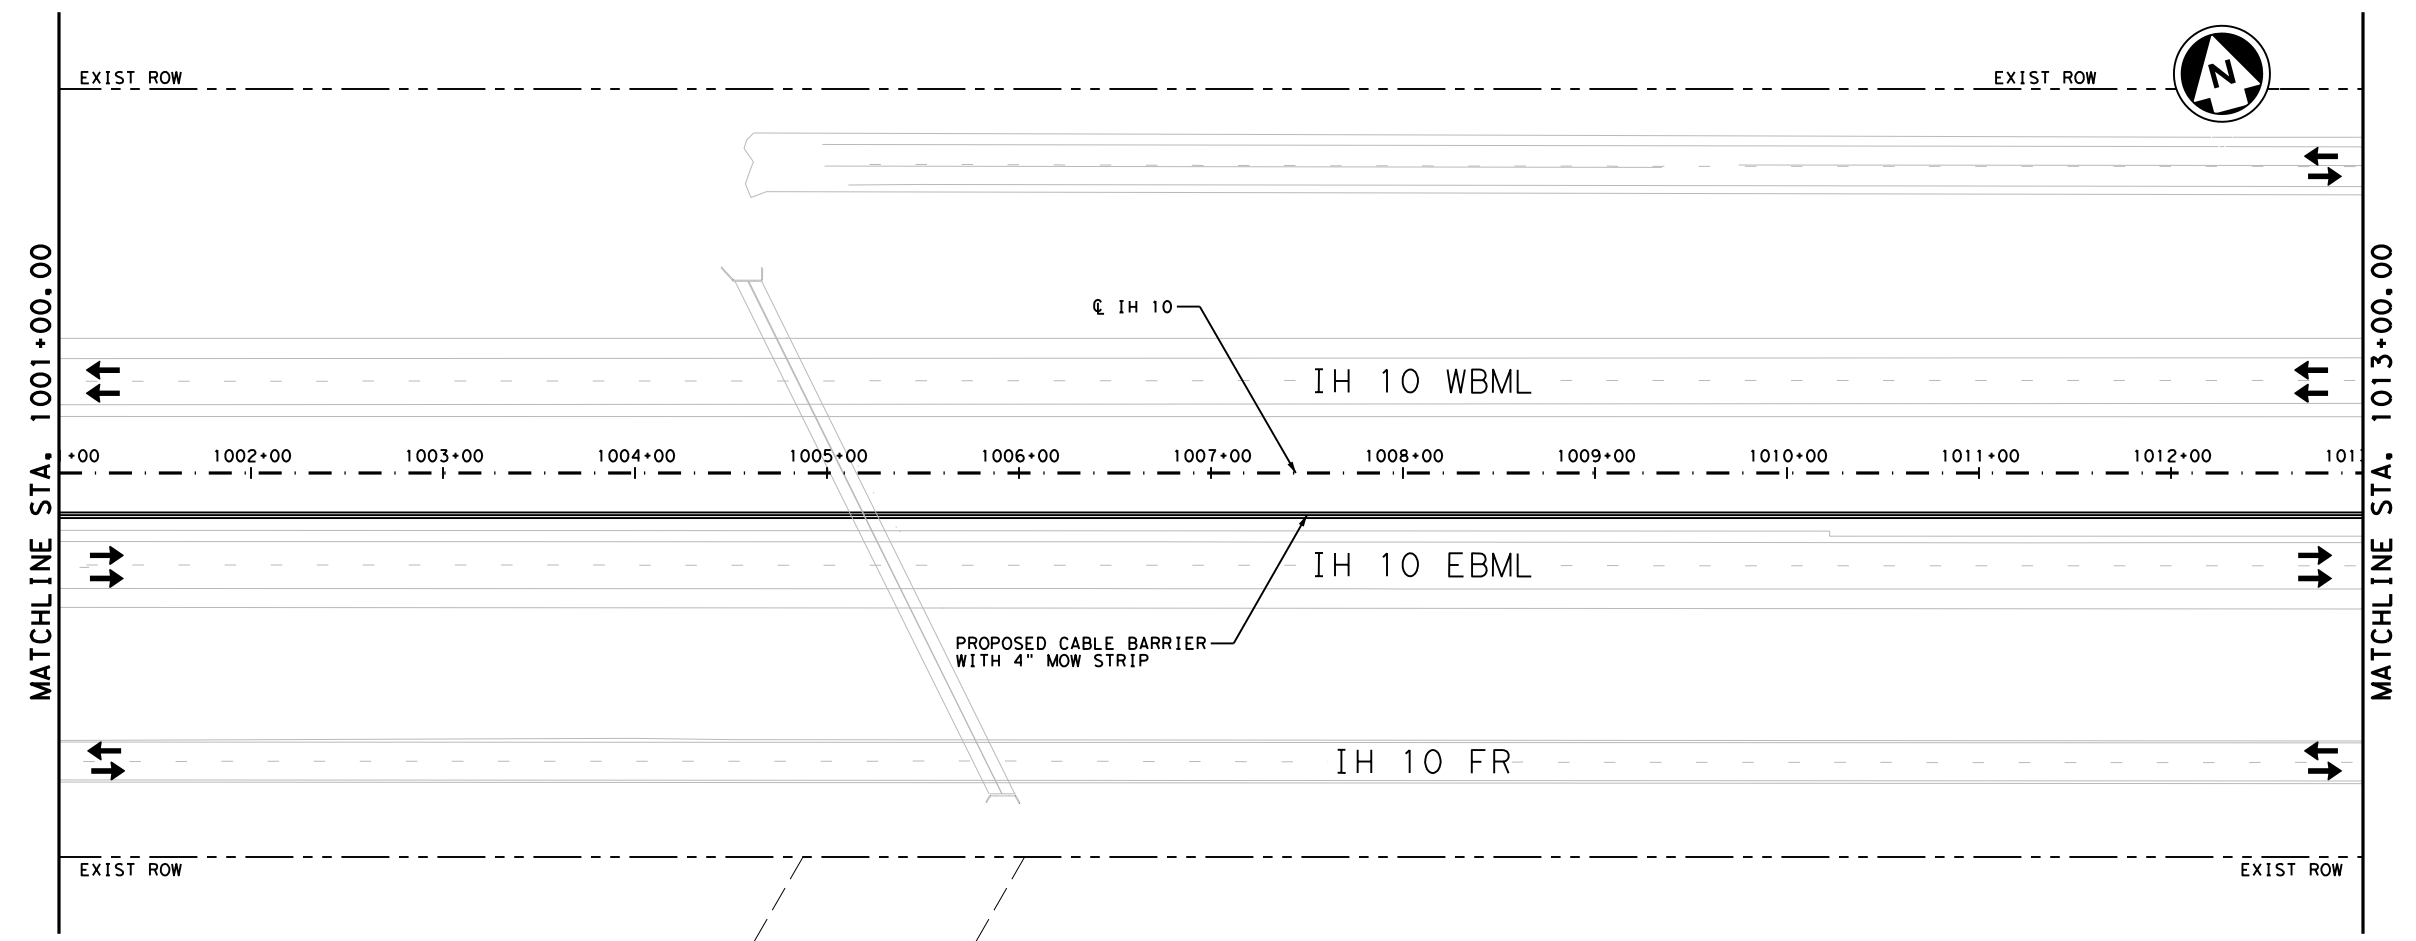 EXIST ROW
EXIST ROW
N
MATCHLINE STA. 1001+00.00
MATCHLINE STA. 1013+00.00
℄ IH 10
IH 10 WBML
+00 1002+00 1003+00 1004+00 1005+00 1006+00 1007+00 1008+00 1009+00 1010+00 1011+00 1012+00 101
IH 10 EBML
PROPOSED CABLE BARRIER
WITH 4" MOW STRIP
IH 10 FR
EXIST ROW
EXIST ROW